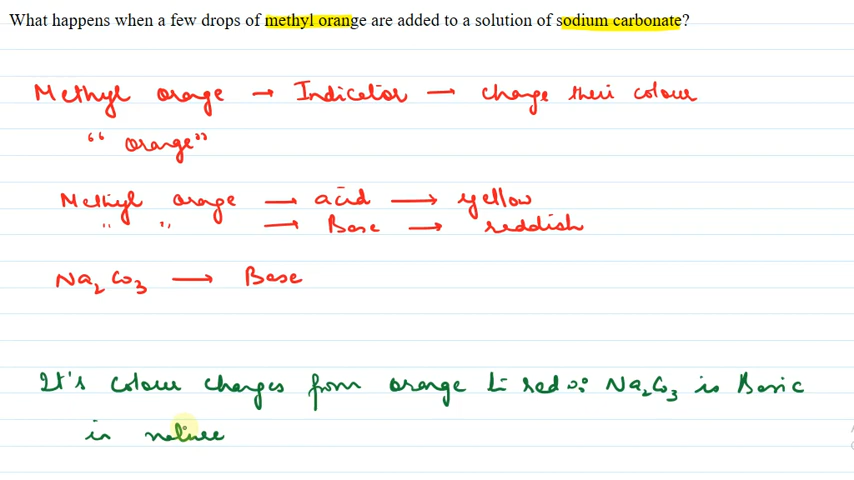 What happens when a few drops of methyl orange are added to a solution of sodium carbonate?
Methyl orange → Indicator → change their colour
“ orange”
Methyl orange → acid → yellow
" " → Base → reddish
Na₂CO₃ → Base
It's colour changes from orange to red ∵ Na₂CO₃ is Basic
in nature